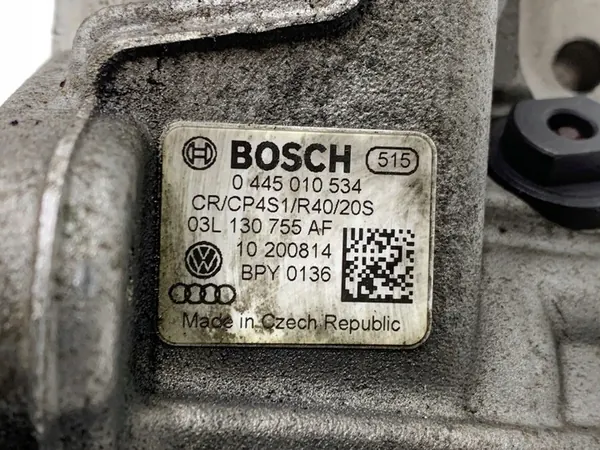 BOSCH 515
0 445 010 534
CR/CP4S1/R40/20S
03L 130 755 AF
10 200814
BPY 0136
Made in Czech Republic